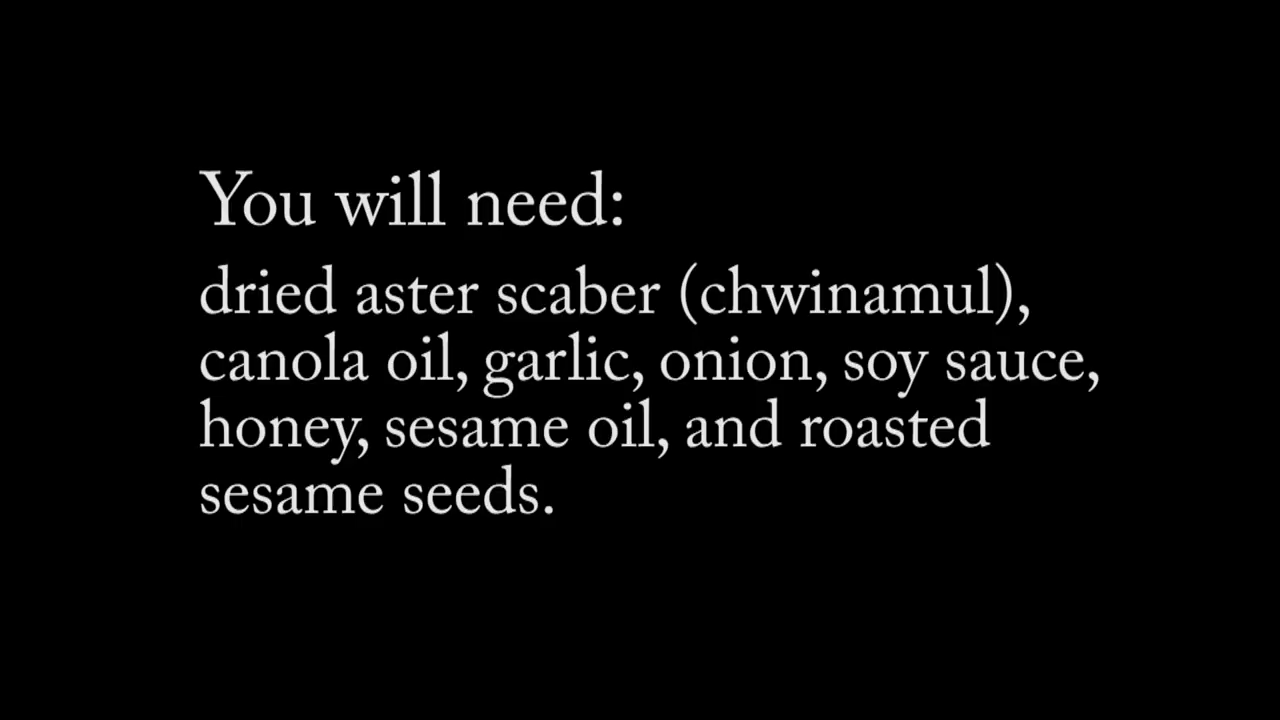 You will need:
dried aster scaber (chwinamul),
canola oil, garlic, onion, soy sauce,
honey, sesame oil, and roasted
sesame seeds.